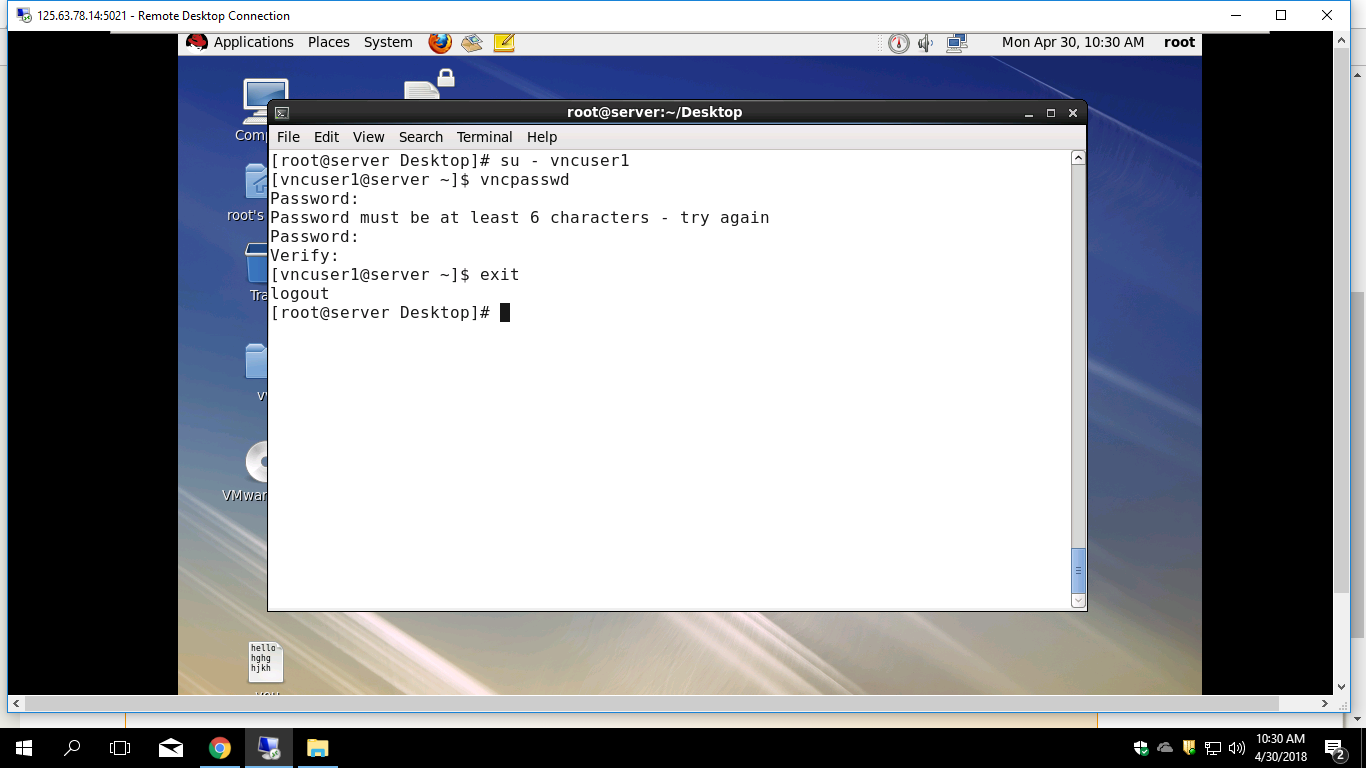 125.63.78.14:5021 - Remote Desktop Connection
Applications Places System Mon Apr 30, 10:30 AM root
root@server:~/Desktop
File Edit View Search Terminal Help
[root@server Desktop]# su - vncuser1
[vncuser1@server ~]$ vncpasswd
Password:
Password must be at least 6 characters - try again
Password:
Verify:
[vncuser1@server ~]$ exit
logout
[root@server Desktop]#
Comp
root's
Tra
VMwar
hello
hghg
hjkh
10:30 AM
4/30/2018
2